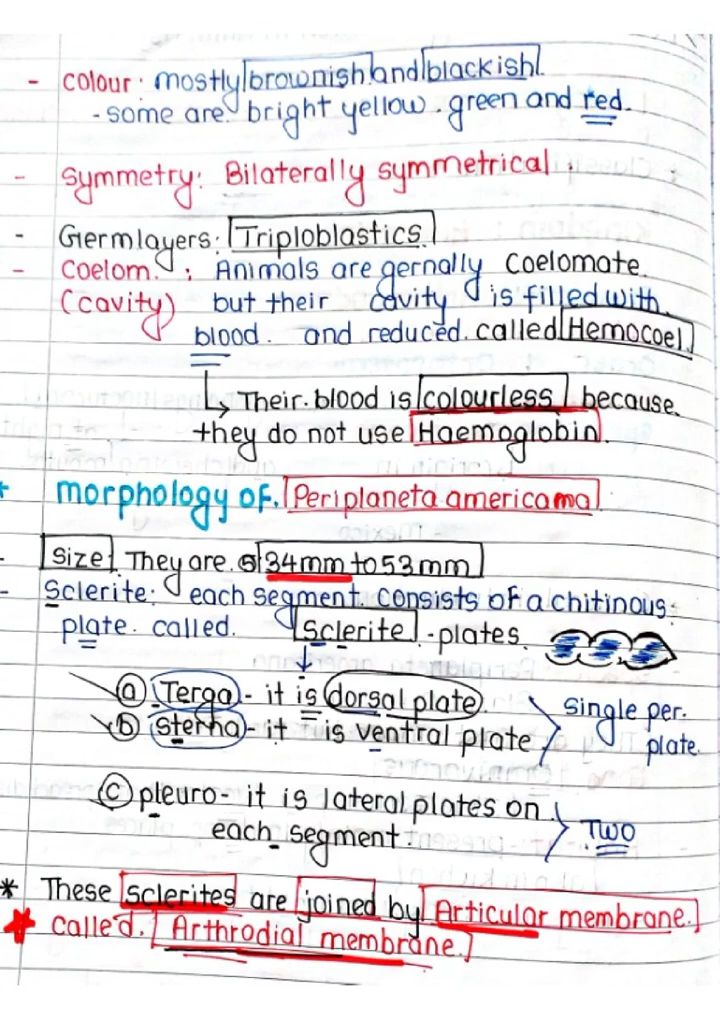 - colour: mostly brownish and blackish.
- some are bright yellow. green and red.
- Symmetry: Bilaterally symmetrical.
- Germlayers: Triploblastics.
- Coelom. : Animals are gernally coelomate.
(cavity) but their cavity is filled with
blood. and reduced. called Hemocoel.
↳ Their. blood is colourless because.
they do not use Haemoglobin.
morphology of. Periplaneta americama
Size. They are 34mm to 53 mm
- Sclerite: each segment. consists of a chitinous.
plate. called. Sclerite - plates.
ⓐ Terga - it is dorsal plate.
ⓑ Sterna - it is ventral plate
Single per.
plate.
ⓒ pleuro - it is lateral plates on
each segment.
TWO
* These sclerites are joined by Articular membrane.
* called. Arthrodial membrane.